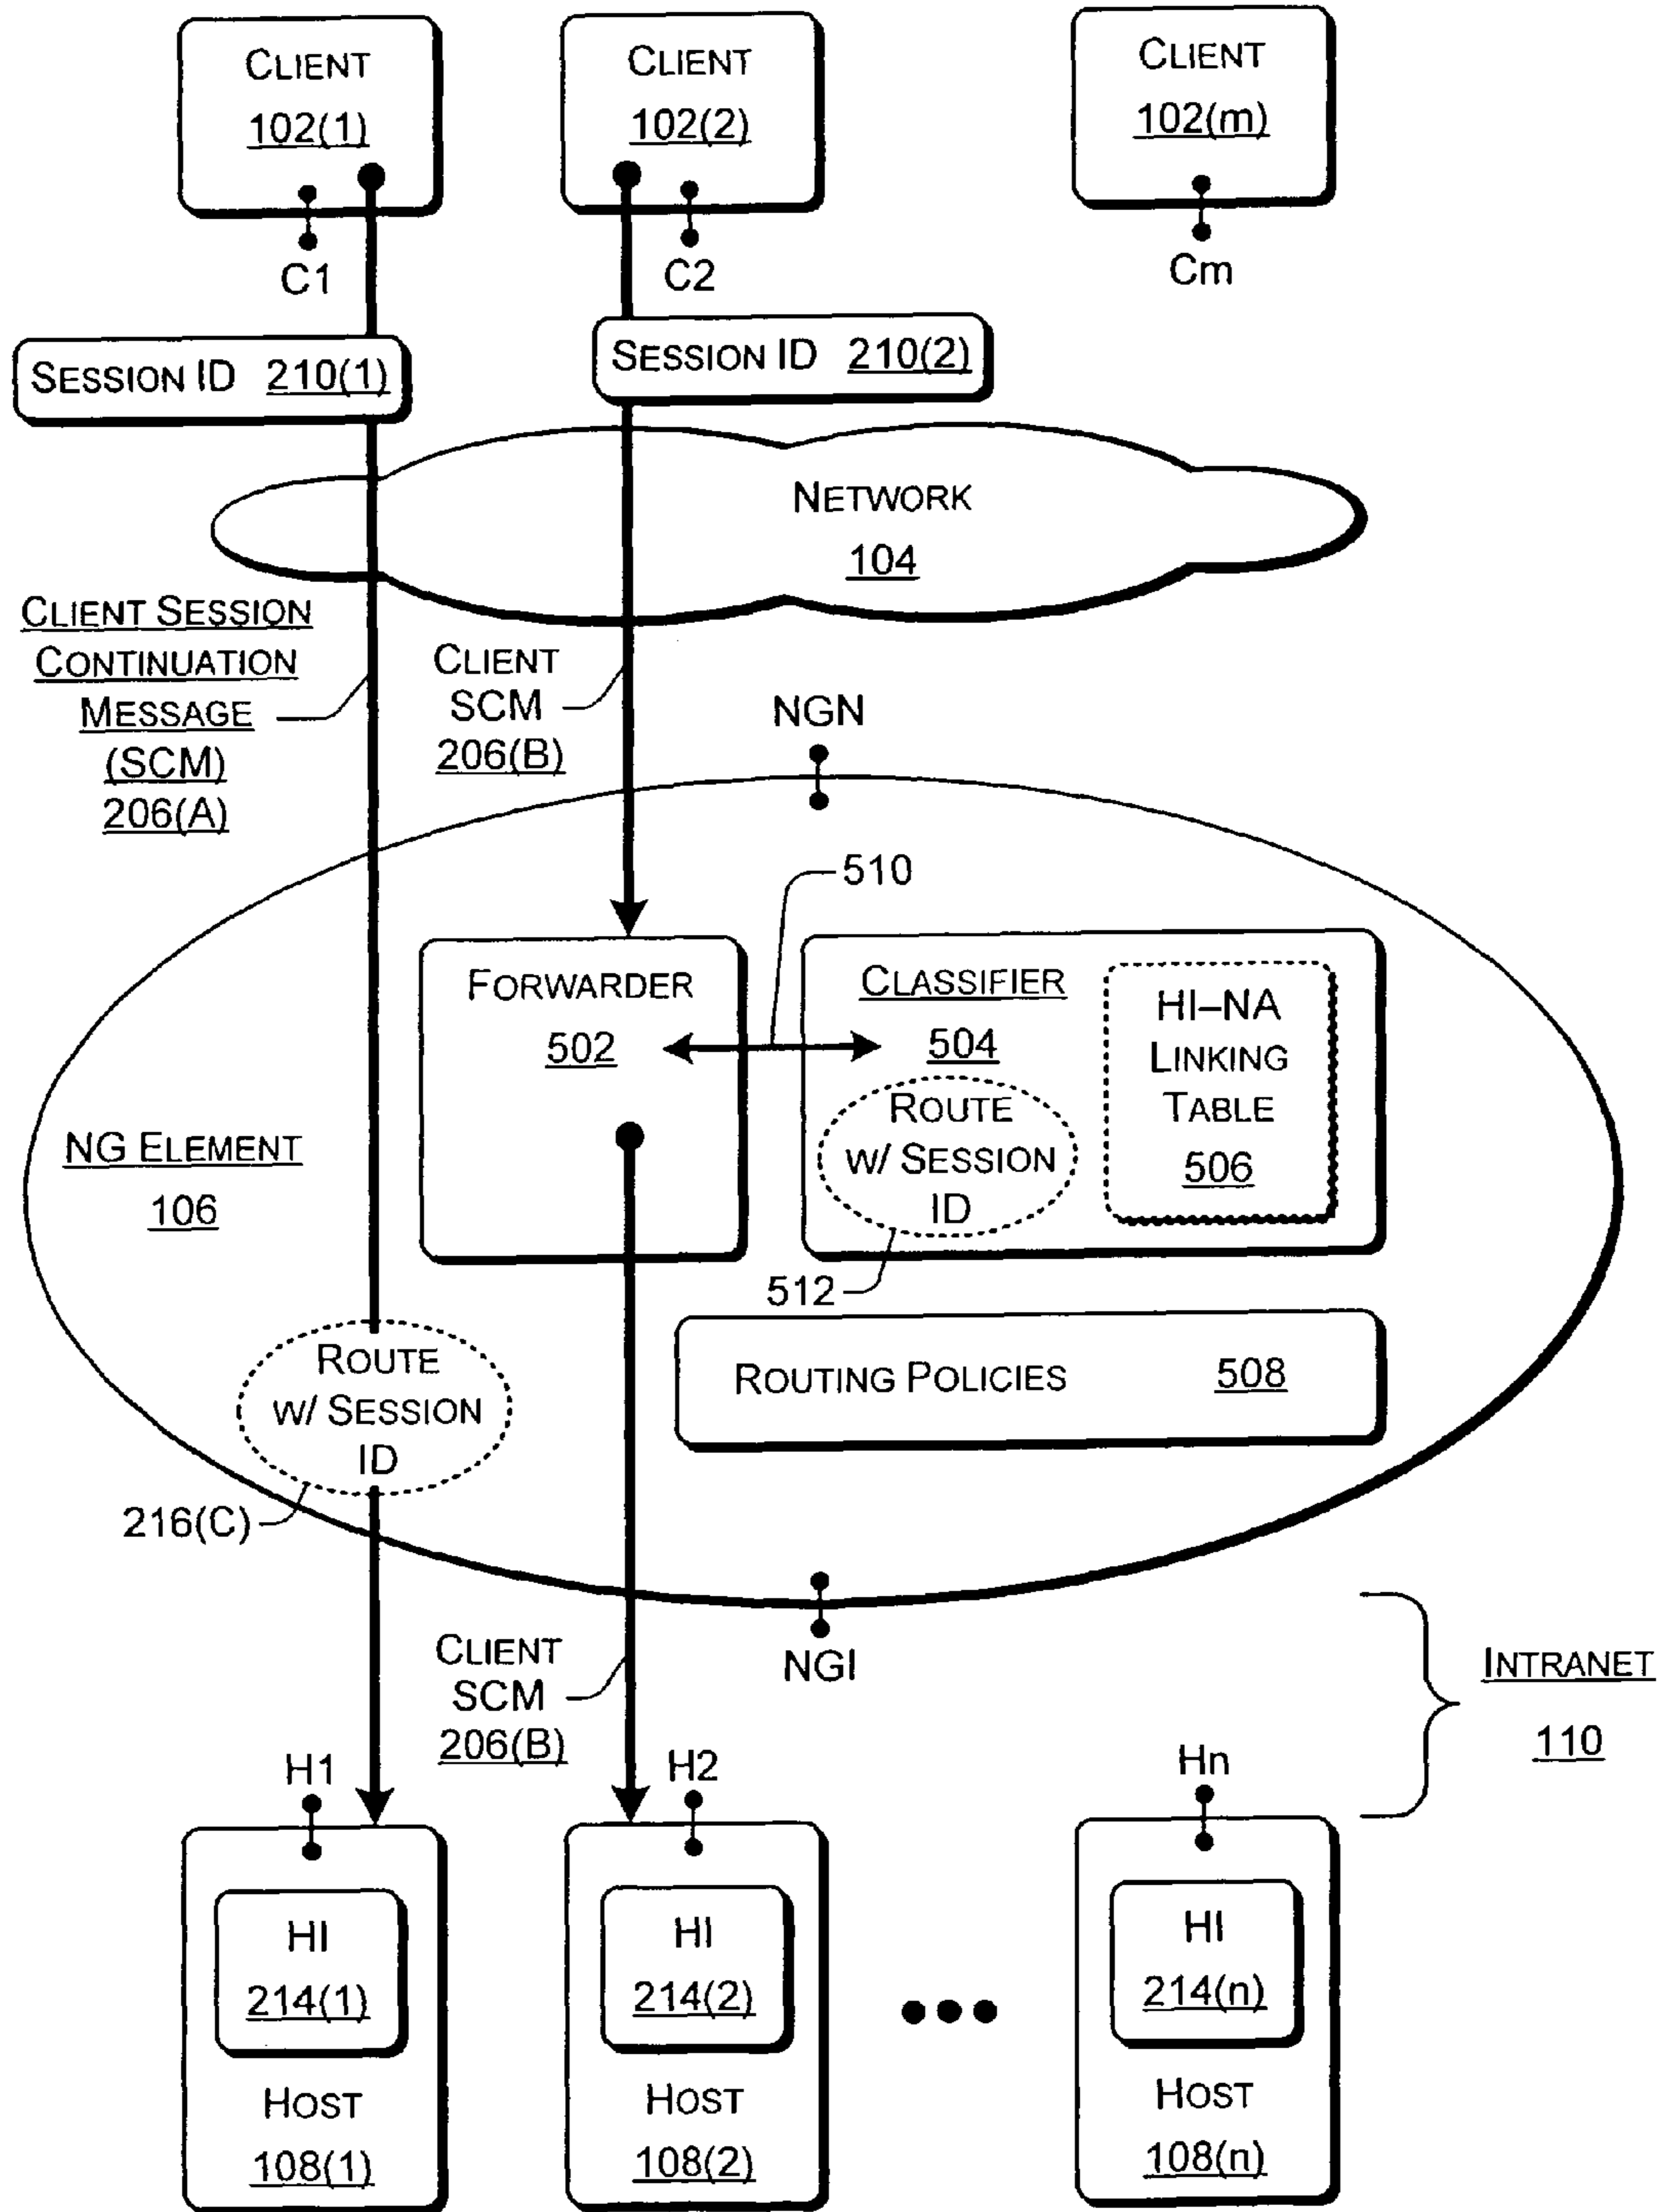 CLIENT
102(1)
CLIENT
102(2)
CLIENT
102(m)
C1
C2
Cm
SESSION ID 210(1)
SESSION ID 210(2)
NETWORK
104
CLIENT SESSION
CONTINUATION
MESSAGE
(SCM)
206(A)
CLIENT
SCM
206(B)
NGN
510
FORWARDER
502
CLASSIFIER
504
ROUTE
W/ SESSION
ID
HI–NA
LINKING
TABLE
506
NG ELEMENT
106
512
ROUTE
W/ SESSION
ID
ROUTING POLICIES 508
216(C)
NGI
CLIENT
SCM
206(B)
INTRANET
110
H1
H2
Hn
HI
214(1)
HOST
108(1)
HI
214(2)
HOST
108(2)
HI
214(n)
HOST
108(n)